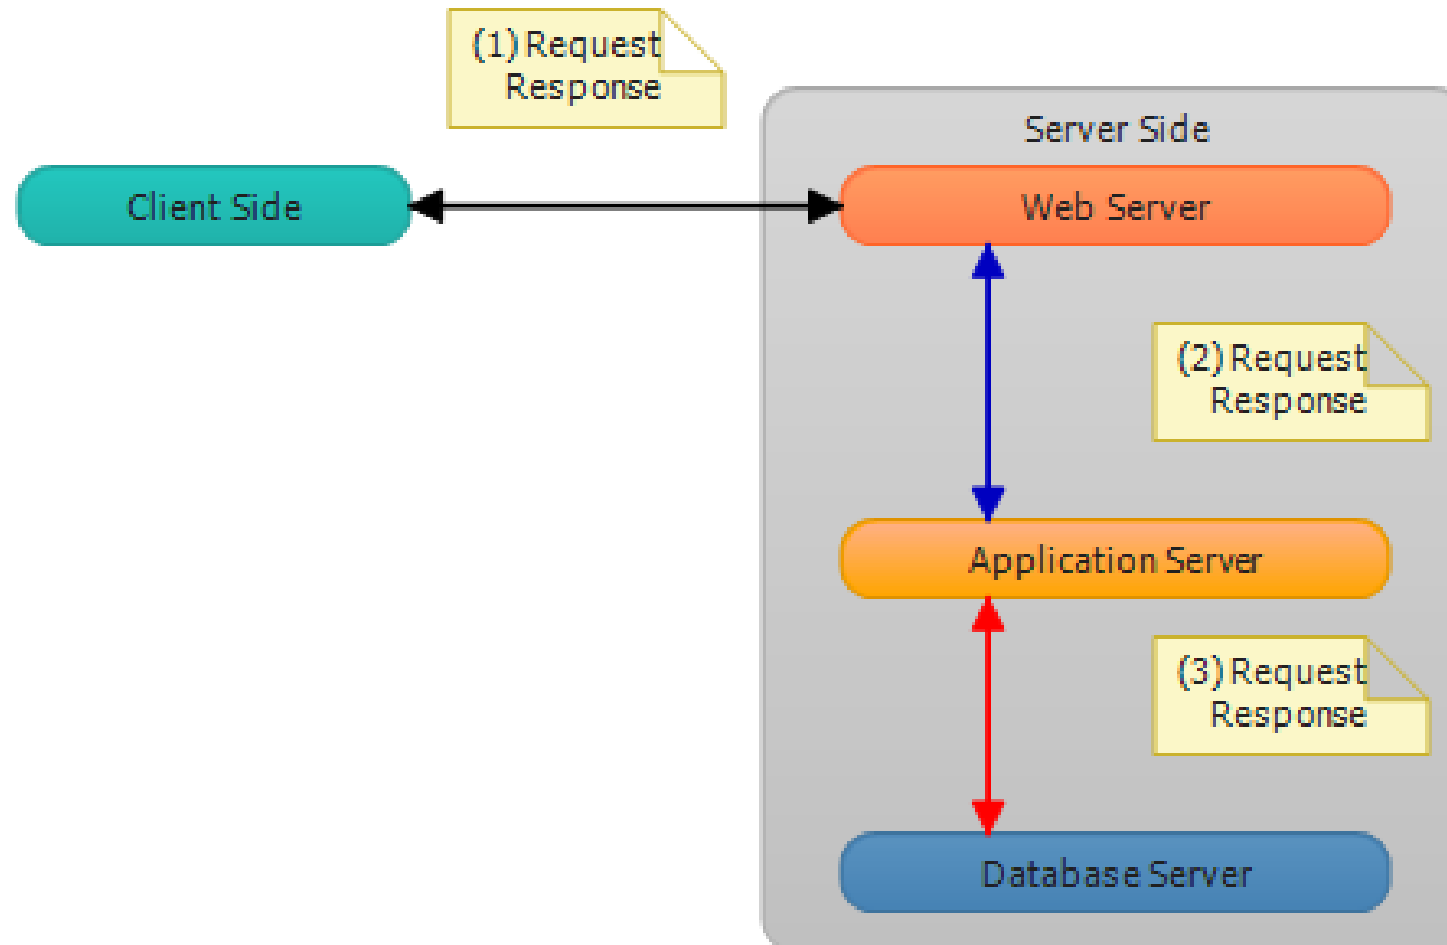 (1) Request
Response
Server Side
Client Side
Web Server
(2) Request
Response
Application Server
(3) Request
Response
Database Server